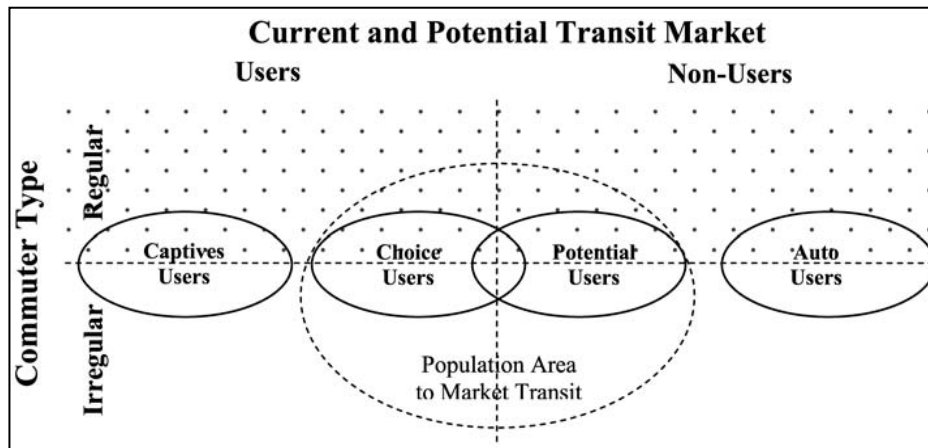 Current and Potential Transit Market
Users
Non-Users
Commuter Type
Regular
Irregular
Captives
Users
Choice
Users
Potential
Users
Auto
Users
Population Area
to Market Transit